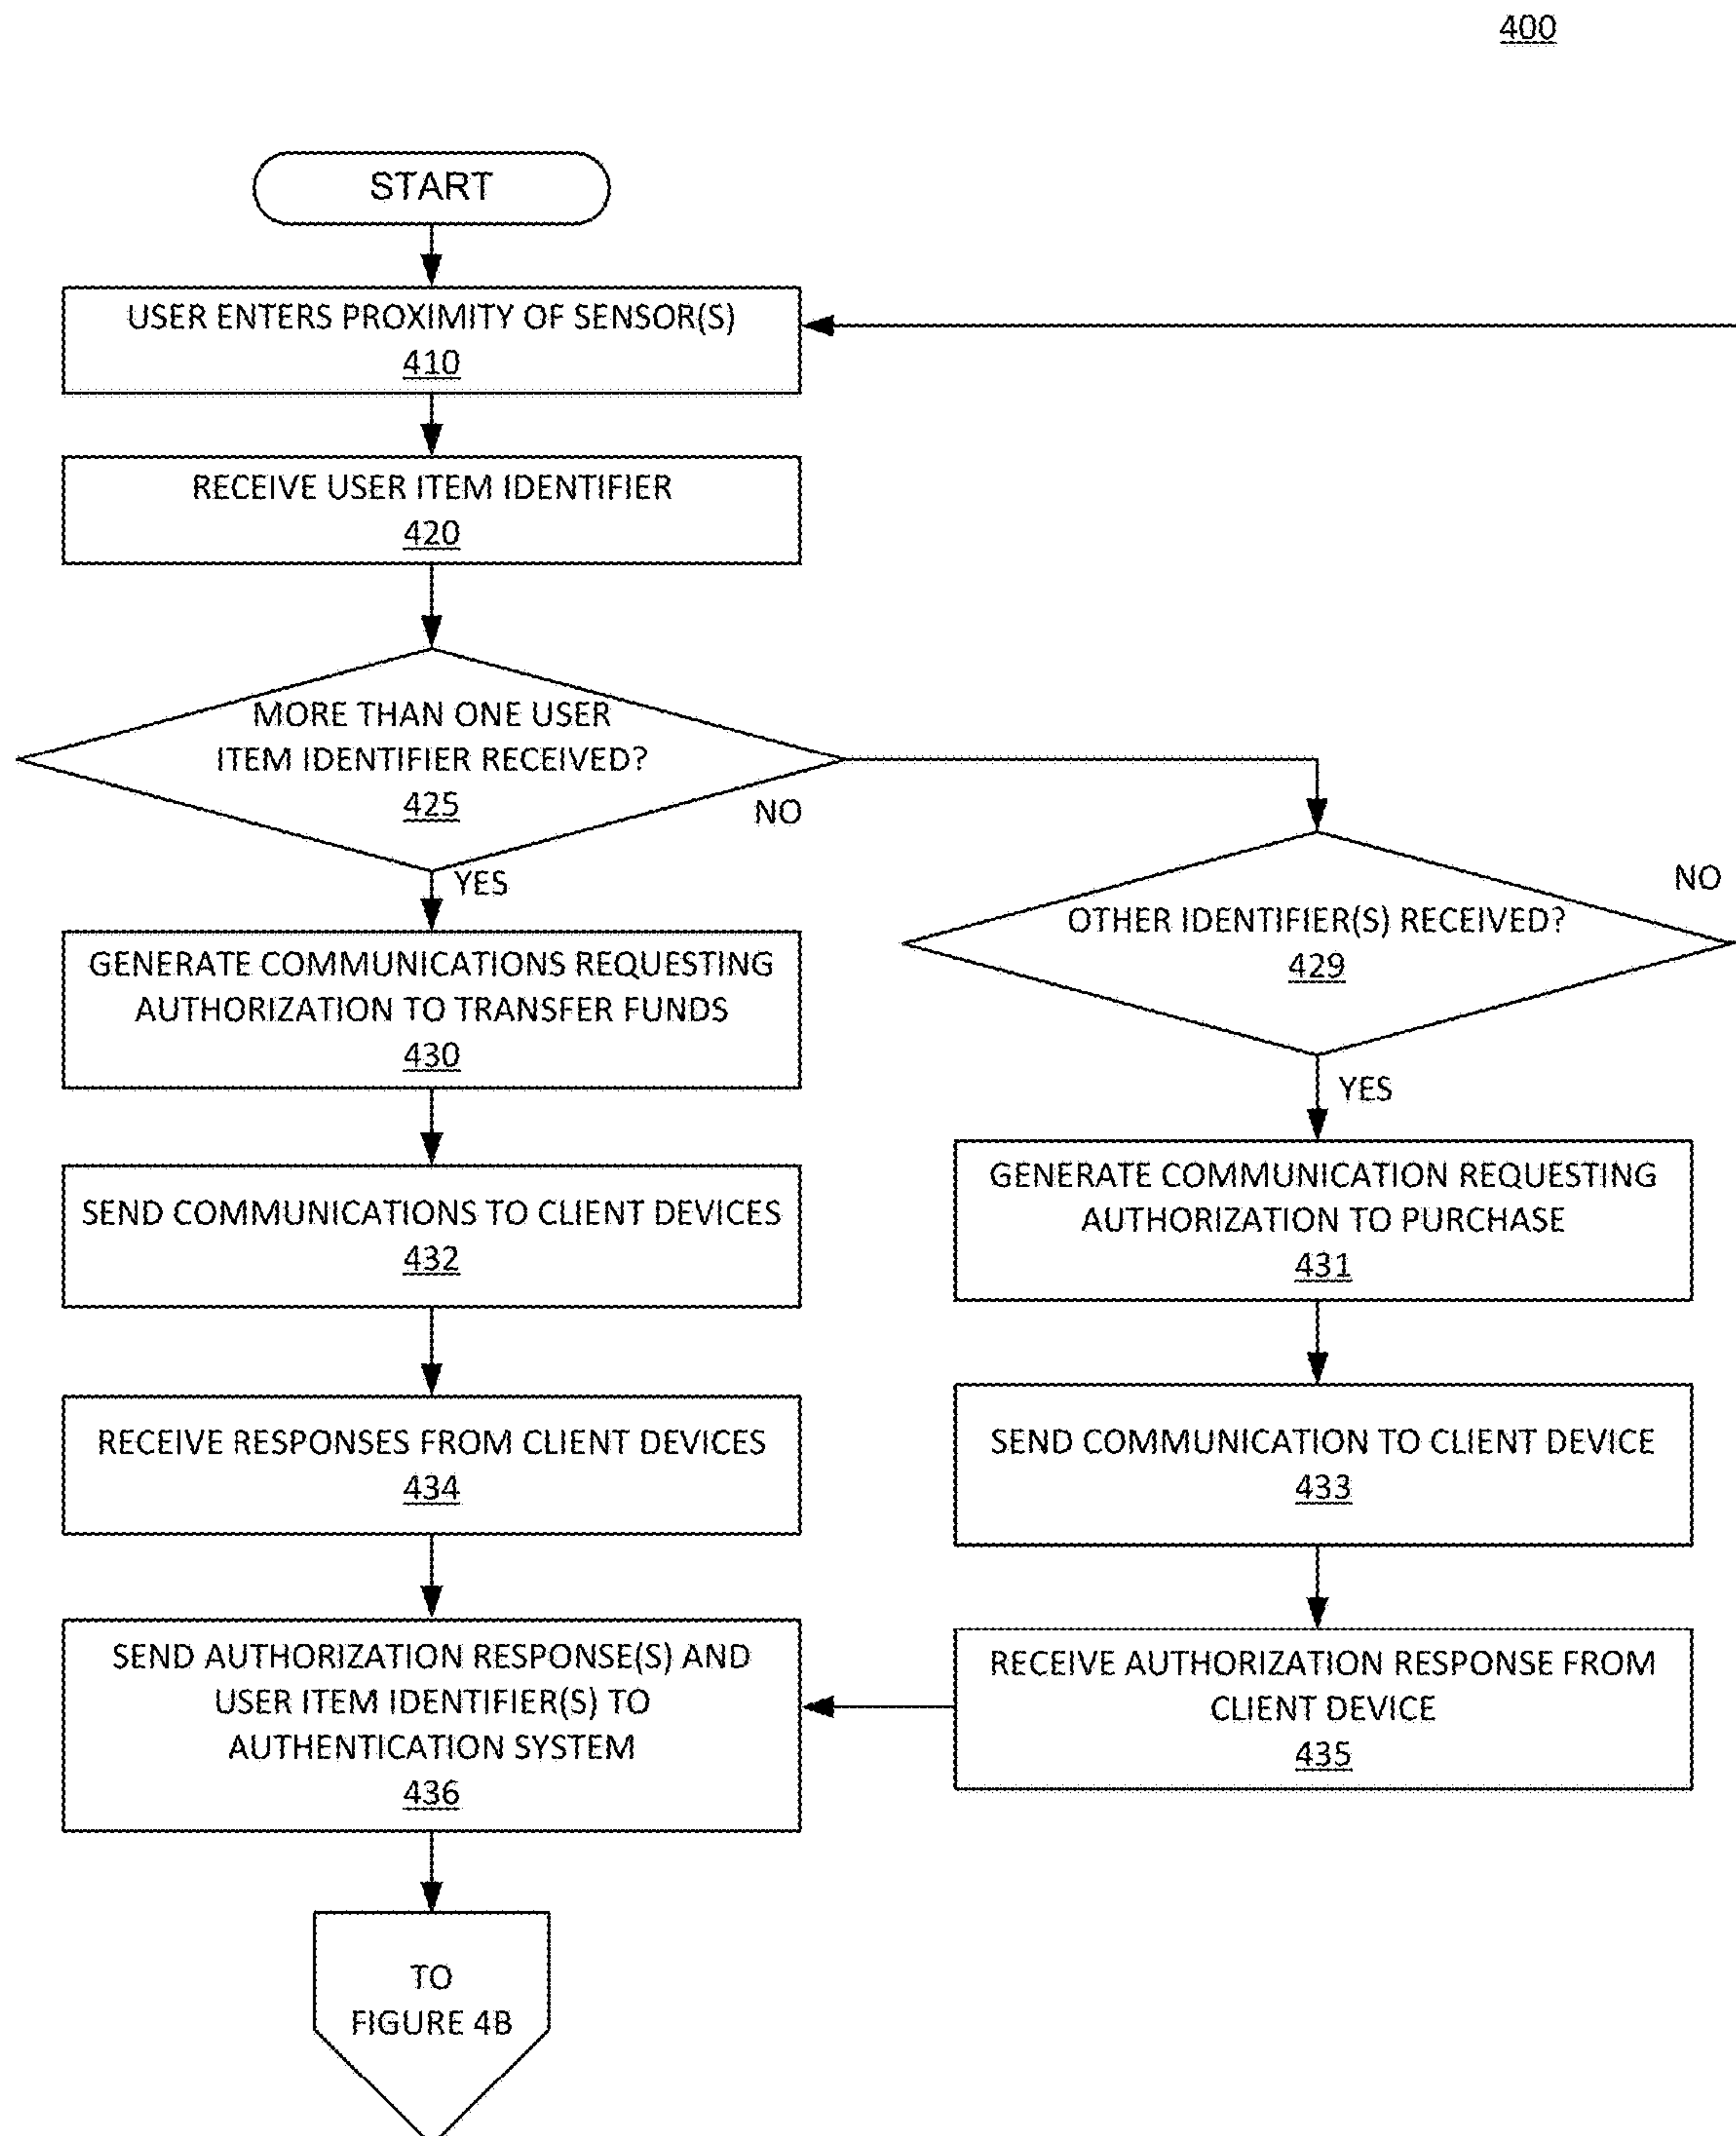 400
START
USER ENTERS PROXIMITY OF SENSOR(S)
410
RECEIVE USER ITEM IDENTIFIER
420
MORE THAN ONE USER
ITEM IDENTIFIER RECEIVED?
425
NO
YES
OTHER IDENTIFIER(S) RECEIVED?
429
NO
YES
GENERATE COMMUNICATIONS REQUESTING
AUTHORIZATION TO TRANSFER FUNDS
430
GENERATE COMMUNICATION REQUESTING
AUTHORIZATION TO PURCHASE
431
SEND COMMUNICATIONS TO CLIENT DEVICES
432
SEND COMMUNICATION TO CLIENT DEVICE
433
RECEIVE RESPONSES FROM CLIENT DEVICES
434
RECEIVE AUTHORIZATION RESPONSE FROM
CLIENT DEVICE
435
SEND AUTHORIZATION RESPONSE(S) AND
USER ITEM IDENTIFIER(S) TO
AUTHENTICATION SYSTEM
436
TO
FIGURE 4B